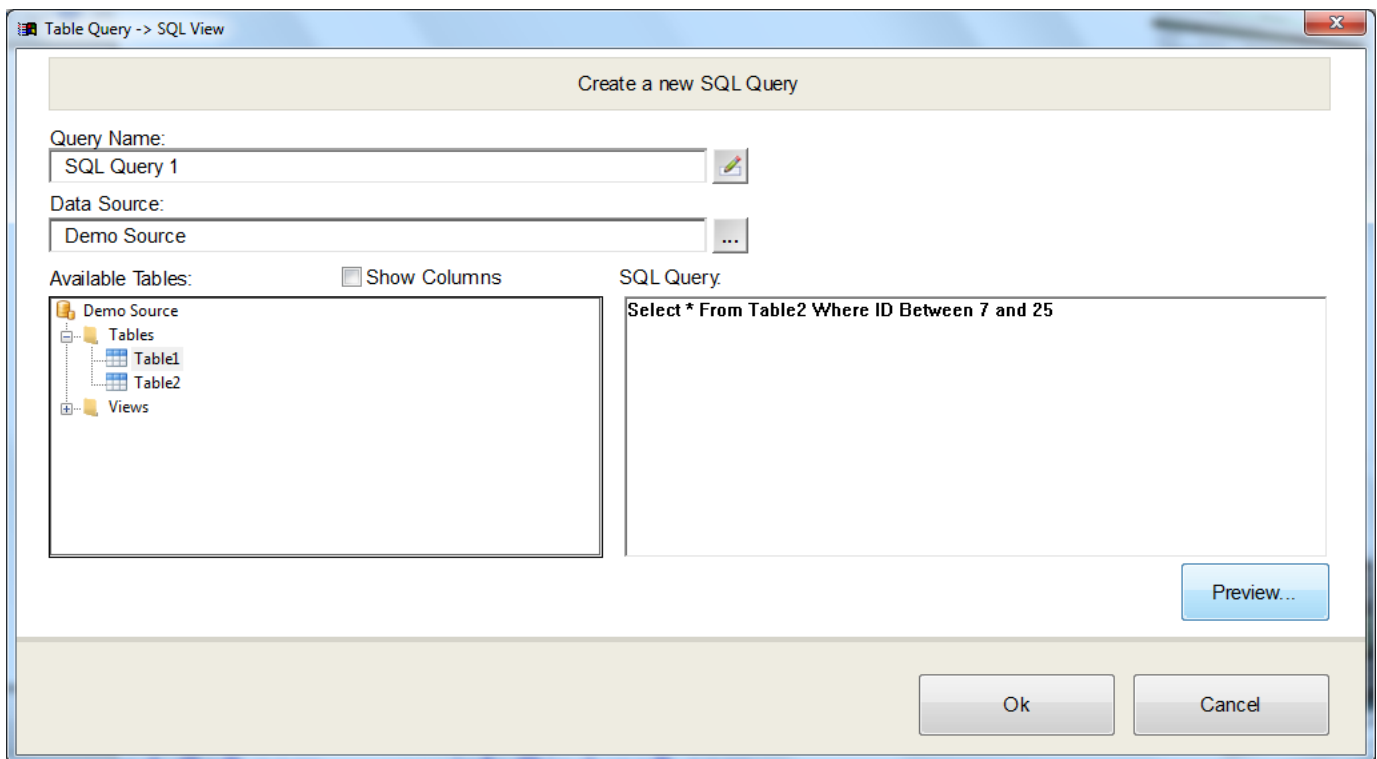 Table Query -> SQL View
Create a new SQL Query
Query Name:
SQL Query 1
Data Source:
Demo Source
...
Available Tables:
Show Columns
SQL Query:
Demo Source
Tables
Table1
Table2
Views
Select * From Table2 Where ID Between 7 and 25
Preview...
Ok
Cancel